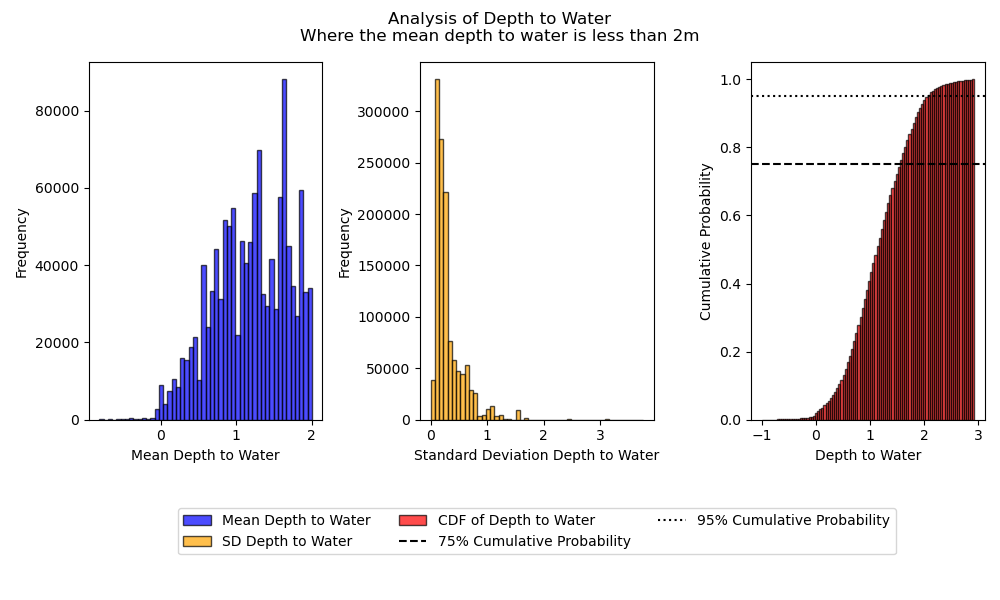 Analysis of Depth to Water
Where the mean depth to water is less than 2m
Frequency
80000
60000
40000
20000
0
0 1 2
Mean Depth to Water
Frequency
300000
250000
200000
150000
100000
50000
0
0 1 2 3
Standard Deviation Depth to Water
Cumulative Probability
1.0
0.8
0.6
0.4
0.2
0.0
−1 0 1 2 3
Depth to Water
Mean Depth to Water
SD Depth to Water
CDF of Depth to Water
75% Cumulative Probability
95% Cumulative Probability